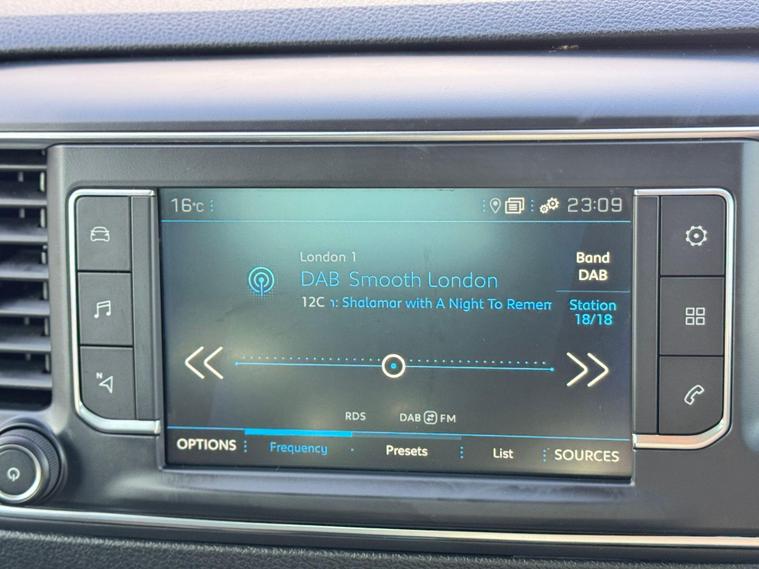 16°C 23:09
London 1
DAB Smooth London
12C ı: Shalamar with A Night To Remem
Band
DAB
Station
18/18
N
RDS DAB FM
OPTIONS Frequency Presets List SOURCES